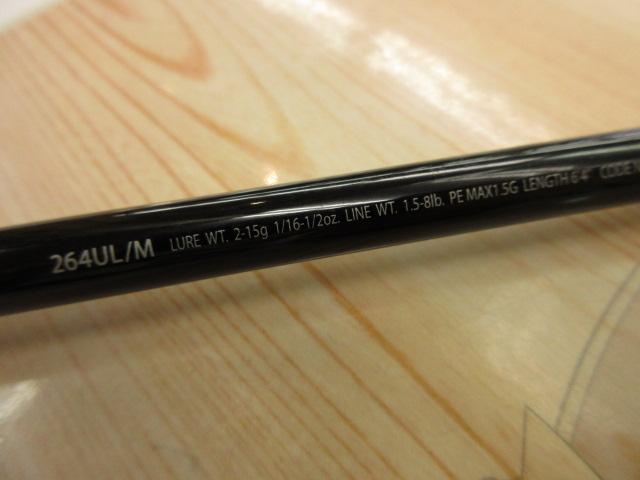 264UL/M LURE WT. 2-15g 1/16-1/2oz. LINE WT. 1.5-8lb. PE MAX1.5G LENGTH 6'4"